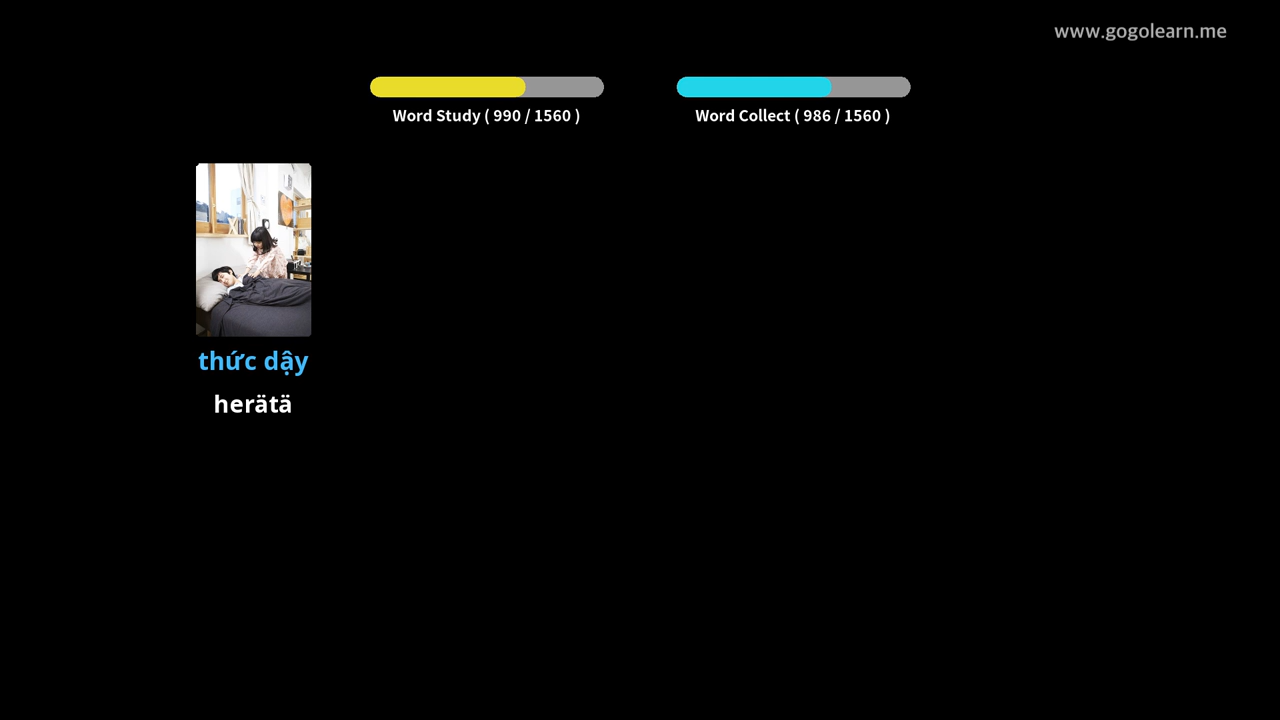 www.gogolearn.me
Word Study ( 990 / 1560 )
Word Collect ( 986 / 1560 )
thức dậy
herätä